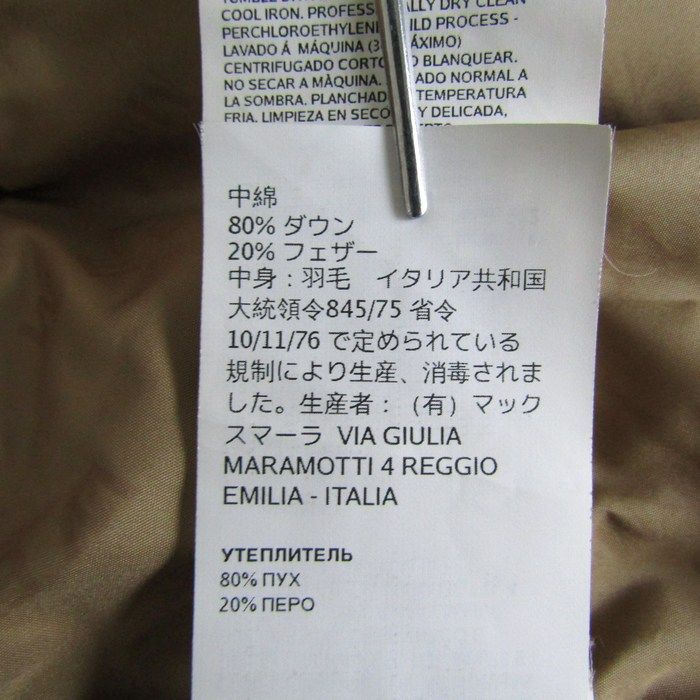 COOL IRON. PROFESS ALLY DRY CLEAN
PERCHLOROETHYLEN ILD PROCESS -
LAVADO Á MÁQUINA (3 ÁXIMO)
CENTRIFUGADO CORTO O BLANQUEAR.
NO SECAR A MÀQUINA. ADO NORMAL A
LA SOMBRA. PLANCHAD TEMPERATURA
FRIA. LIMPIEZA EN SECO Y DELICADA,
中綿
80% ダウン
20% フェザー
中身：羽毛　イタリア共和国
大統領令845/75 省令
10/11/76 で定められている
規制により生産、消毒されま
した。生産者：（有）マック
スマーラ VIA GIULIA
MARAMOTTI 4 REGGIO
EMILIA - ITALIA
УТЕПЛИТЕЛЬ
80% ПУХ
20% ПЕРО